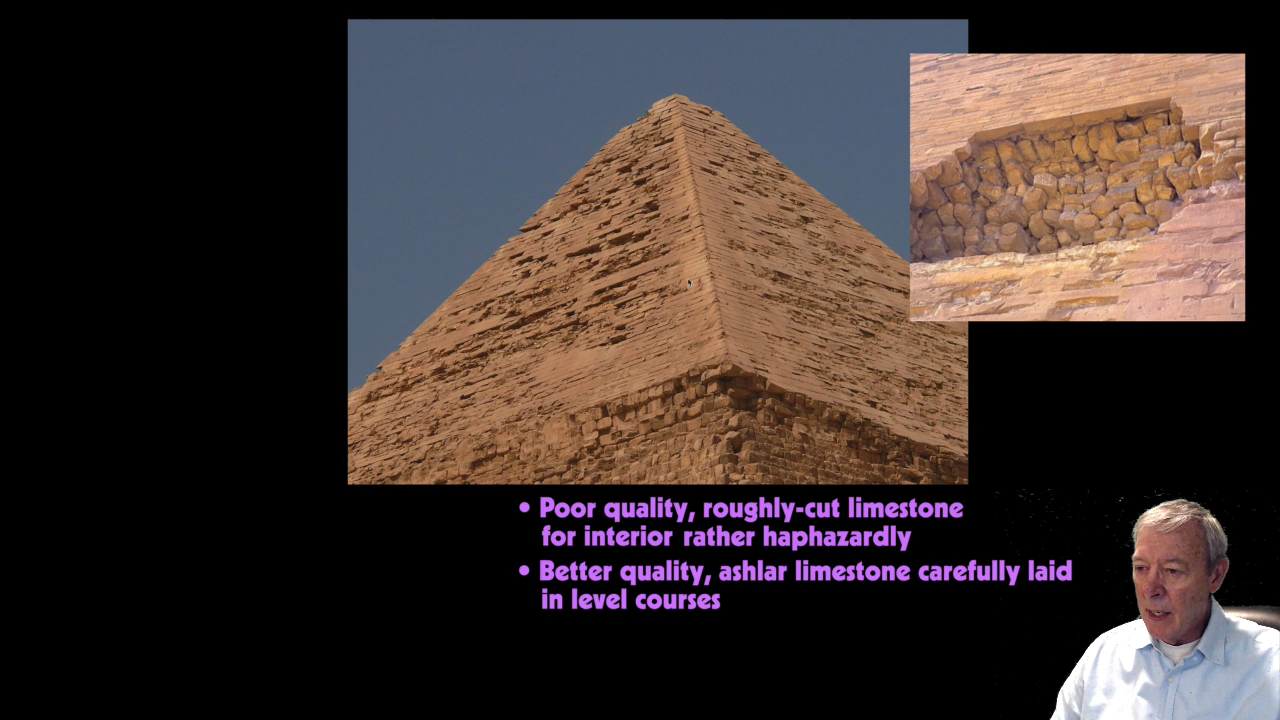 • Poor quality, roughly-cut limestone
for interior rather haphazardly
• Better quality, ashlar limestone carefully laid
in level courses